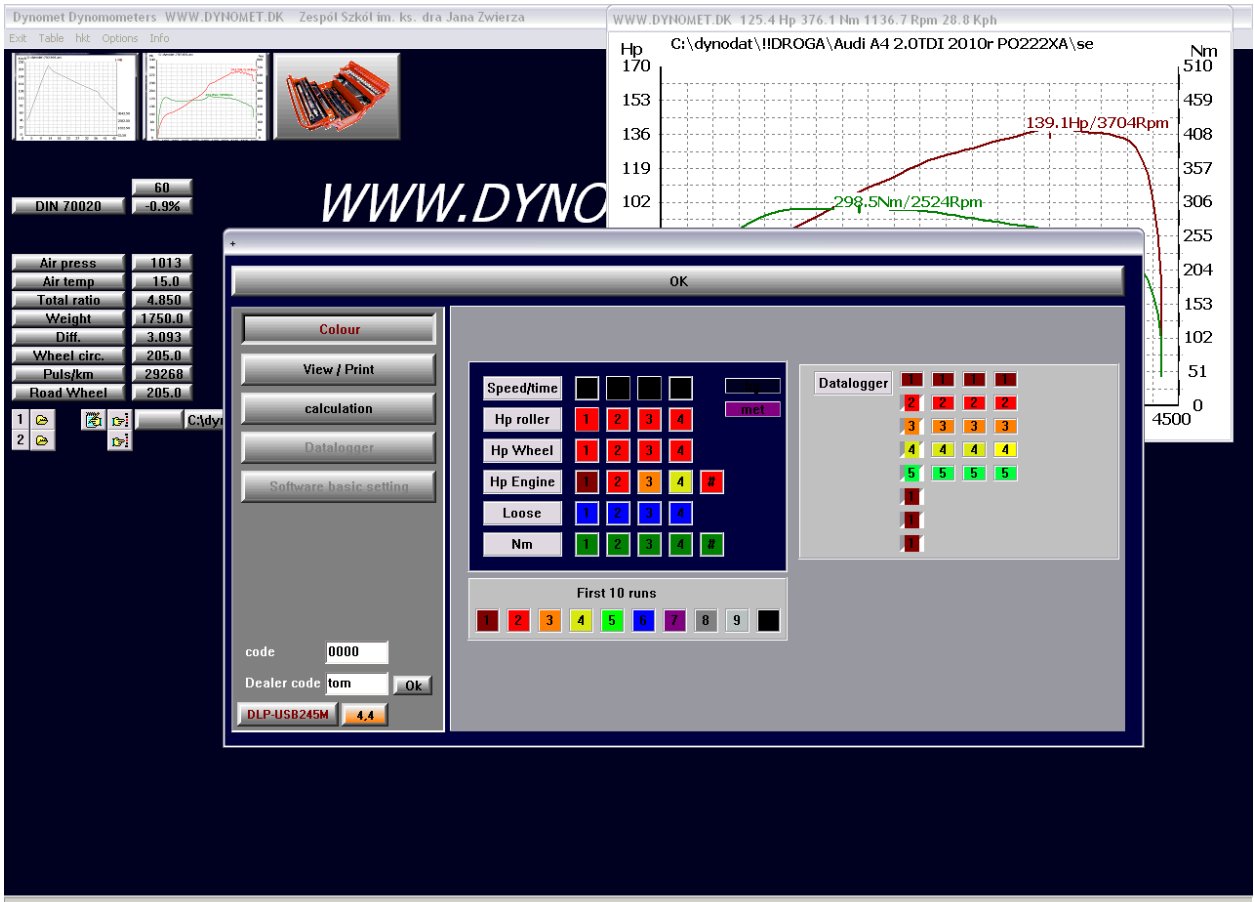 Dynomet Dynomometers WWW.DYNOMET.DK Zespól Szkól im. ks. dra Jana Zwierza
Exit Table hkt Options Info
60
DIN 70020 -0.9%
WWW.DYNO
Air press 1013
Air temp 15.0
Total ratio 4.850
Weight 1750.0
Diff. 3.093
Wheel circ. 205.0
Puls/km 29268
Road Wheel 205.0
1
C:\dyn
2
WWW.DYNOMET.DK 125.4 Hp 376.1 Nm 1136.7 Rpm 28.8 Kph
C:\dynodat\!!DROGA\Audi A4 2.0TDI 2010r PO222XA\se
Hp Nm
170 510
153 459
139.1Hp/3704Rpm
136 408
119 357
102 298.5Nm/2524Rpm 306
255
204
153
102
51
0
4500
+
OK
Colour
View / Print
calculation
Datalogger
Software basic setting
code 0000
Dealer code tom Ok
DLP-USB245M 4,4
Speed/time
met
Hp roller 1 2 3 4
Hp Wheel 1 2 3 4
Hp Engine 1 2 3 4 #
Loose 1 2 3 4
Nm 1 2 3 4 #
First 10 runs
1 2 3 4 5 6 7 8 9
Datalogger 1 1 1 1
2 2 2 2
3 3 3 3
4 4 4 4
5 5 5 5
1
1
1